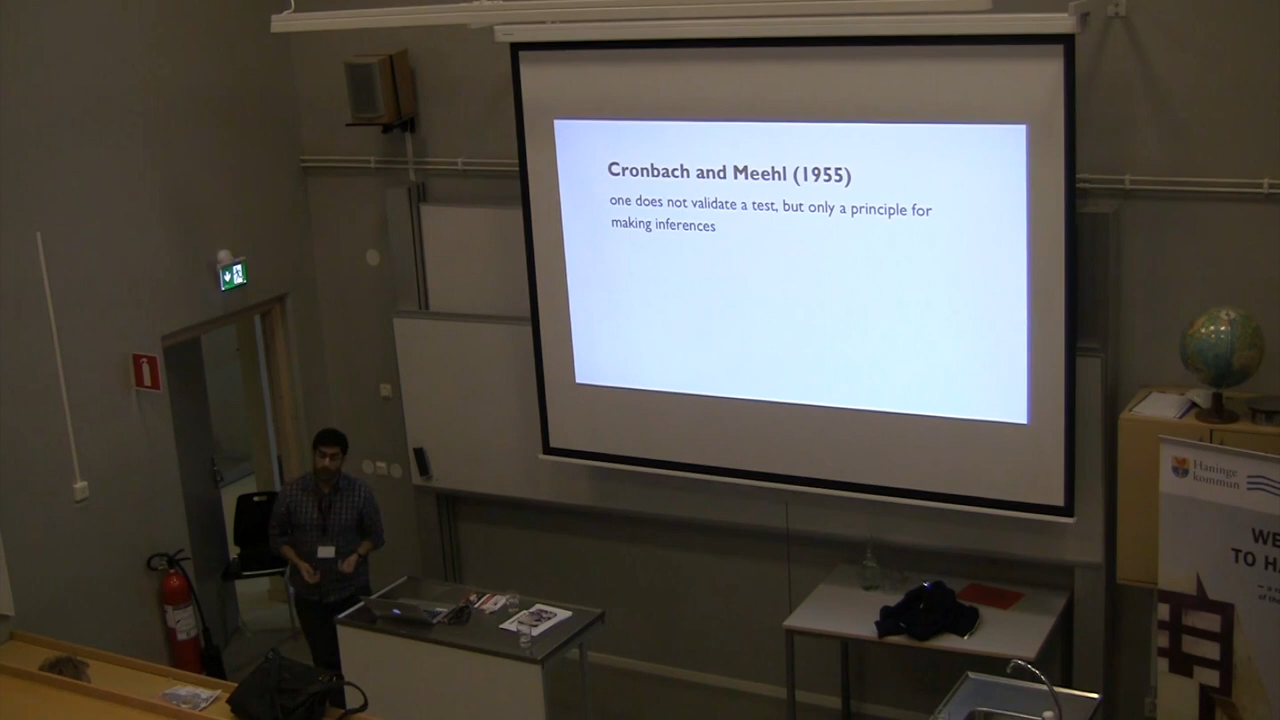 Cronbach and Meehl (1955)
one does not validate a test, but only a principle for
making inferences
Haninge
kommun
WE
TO H